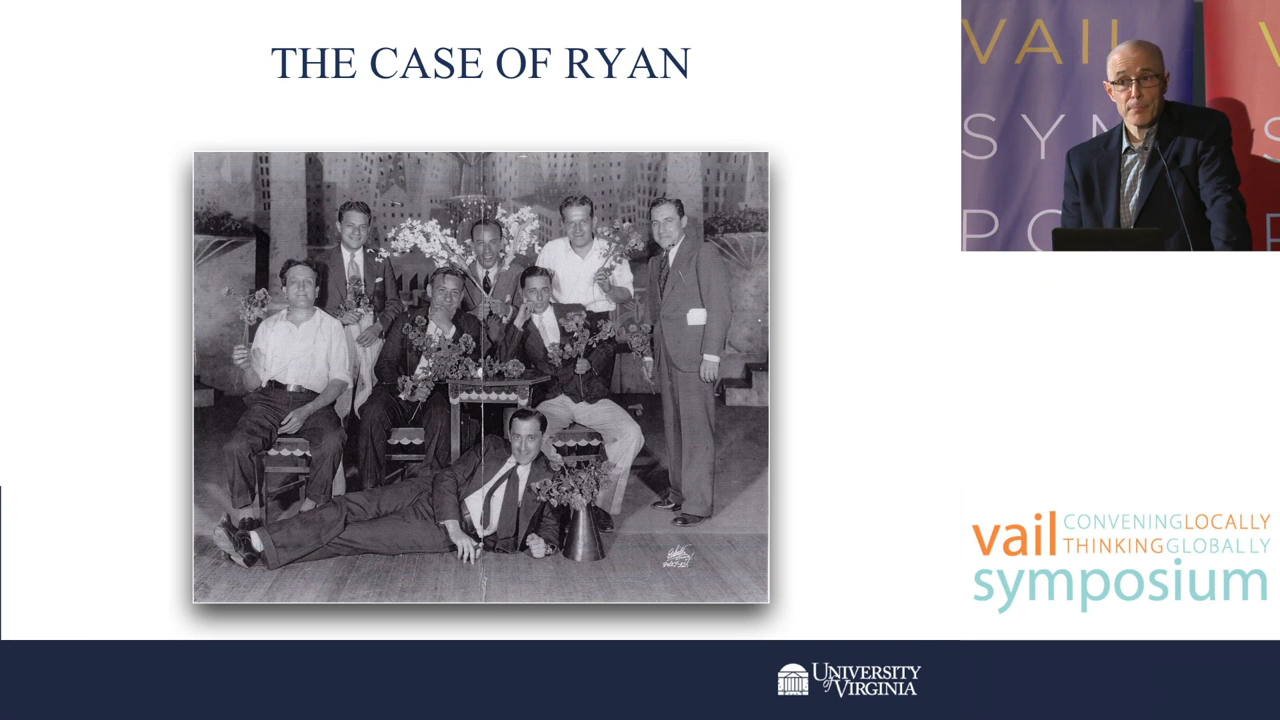 THE CASE OF RYAN
VAIL
SYM
PO
vail CONVENINGLOCALLY
THINKINGGLOBALLY
symposium
UNIVERSITY
of VIRGINIA